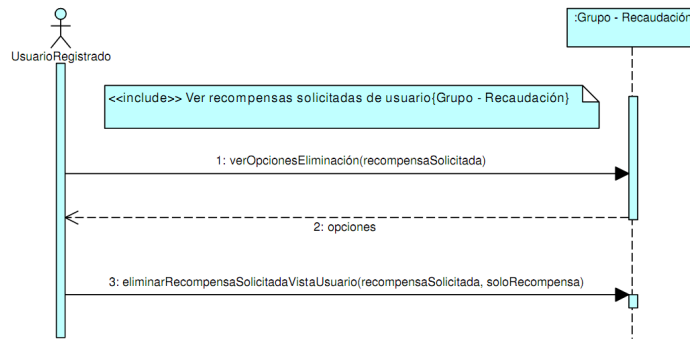 :Grupo - Recaudación
UsuarioRegistrado
<<include>> Ver recompensas solicitadas de usuario{Grupo - Recaudación}
1: verOpcionesEliminación(recompensaSolicitada)
2: opciones
3: eliminarRecompensaSolicitadaVistaUsuario(recompensaSolicitada, soloRecompensa)